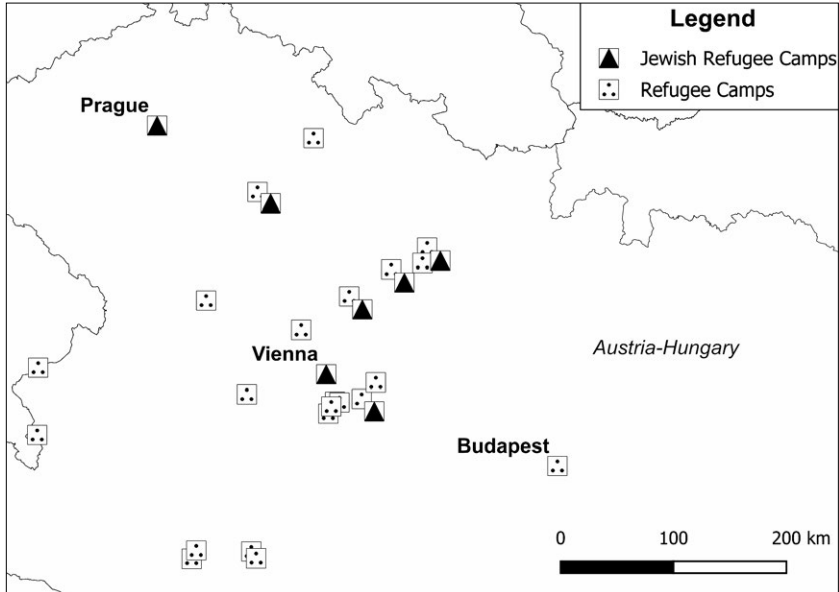 Legend
Jewish Refugee Camps
Refugee Camps
Prague
Vienna
Austria-Hungary
Budapest
0 100 200 km